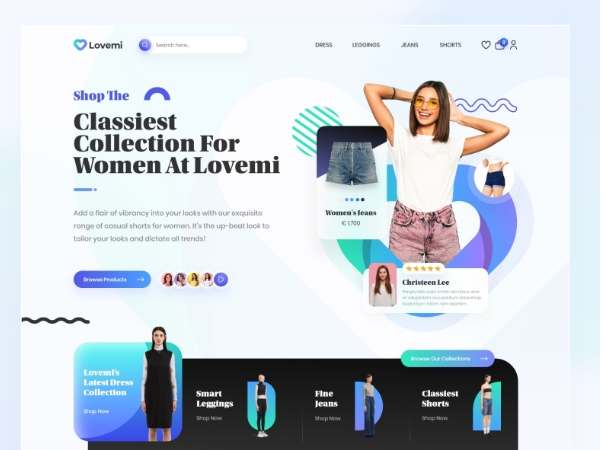 Lovemi
Search here..
DRESS
LEGGINGS
JEANS
SHORTS
Shop The
Classiest
Collection For
Women At Lovemi
Add a flair of vibrancy into your looks with our exquisite
range of casual shorts for women. It's the up-beat look to
tailor your looks and dictate all trends!
Browse Products
Women's Jeans
€ 1,700
Christeen Lee
Browse Our Collections
Lovemi's
Latest Dress
Collection
Shop Now
Smart
Leggings
Shop Now
Fine
Jeans
Shop Now
Classiest
Shorts
Shop Now